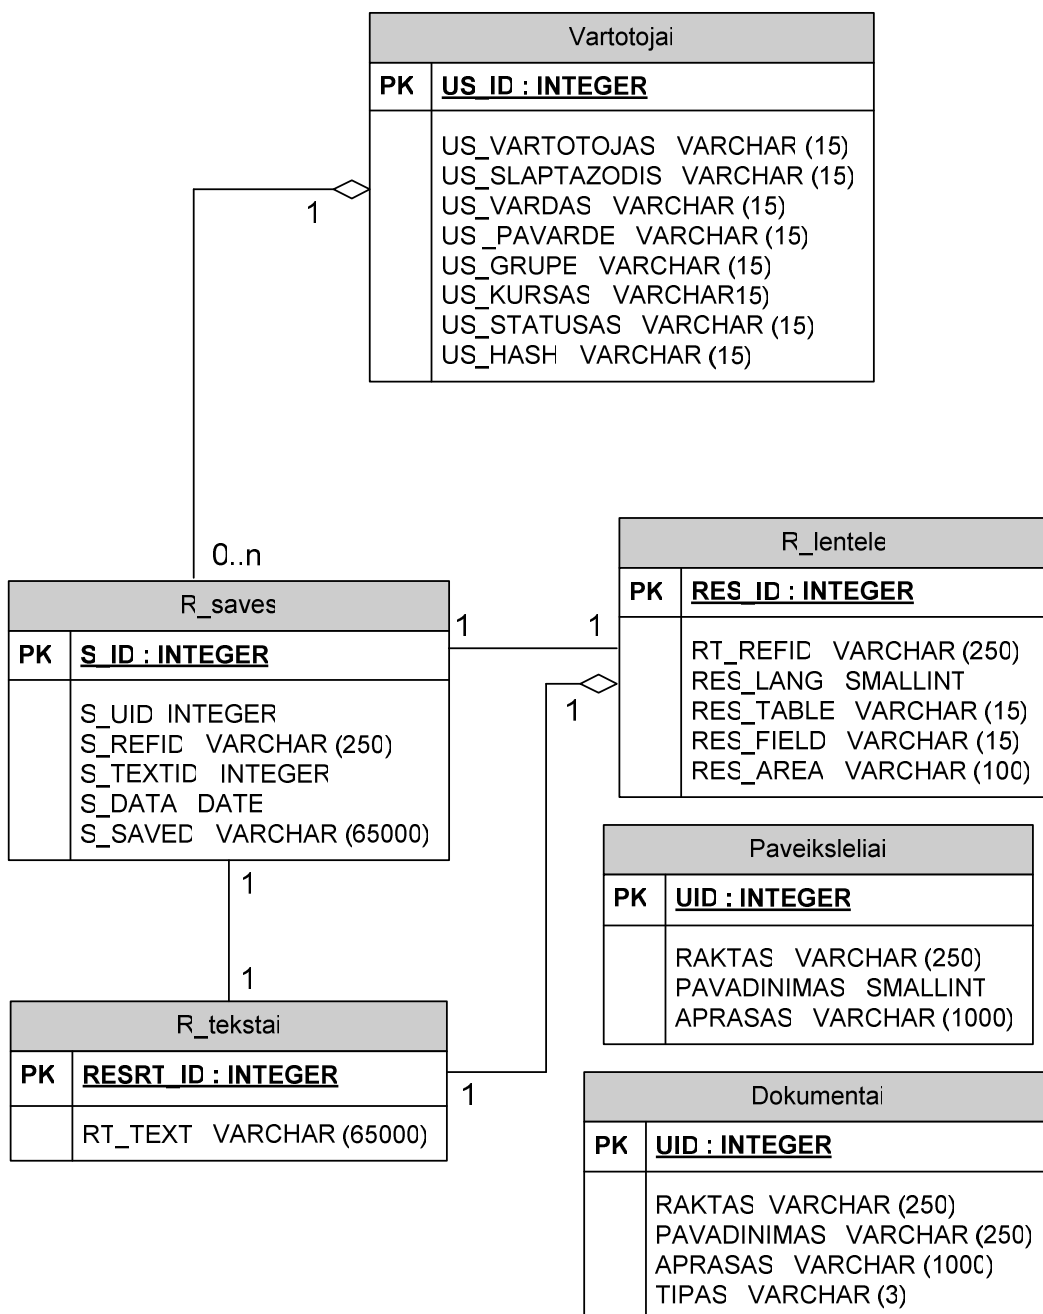 Vartotojai
PK US_ID : INTEGER
US_VARTOTOJAS VARCHAR (15)
US_SLAPTAZODIS VARCHAR (15)
US_VARDAS VARCHAR (15)
US _PAVARDE VARCHAR (15)
US_GRUPE VARCHAR (15)
US_KURSAS VARCHAR15)
US_STATUSAS VARCHAR (15)
US_HASH VARCHAR (15)
1
0..n
R_saves
PK S_ID : INTEGER
S_UID INTEGER
S_REFID VARCHAR (250)
S_TEXTID INTEGER
S_DATA DATE
S_SAVED VARCHAR (65000)
1
1
R_lentele
PK RES_ID : INTEGER
RT_REFID VARCHAR (250)
RES_LANG SMALLINT
RES_TABLE VARCHAR (15)
RES_FIELD VARCHAR (15)
RES_AREA VARCHAR (100)
1
1
1
R_tekstai
PK RESRT_ID : INTEGER
RT_TEXT VARCHAR (65000)
1
Paveiksleliai
PK UID : INTEGER
RAKTAS VARCHAR (250)
PAVADINIMAS SMALLINT
APRASAS VARCHAR (1000)
Dokumentai
PK UID : INTEGER
RAKTAS VARCHAR (250)
PAVADINIMAS VARCHAR (250)
APRASAS VARCHAR (1000)
TIPAS VARCHAR (3)